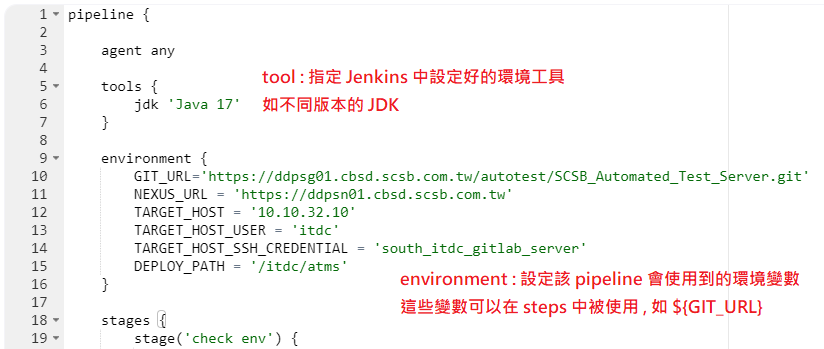 1 pipeline {
2
3 agent any
4
5 tools {
tool : 指定 Jenkins 中設定好的環境工具
6 jdk 'Java 17'
如不同版本的 JDK
7 }
8
9 environment {
10 GIT_URL='https://ddpsg01.cbsd.scsb.com.tw/autotest/SCSB_Automated_Test_Server.git'
11 NEXUS_URL = 'https://ddpsn01.cbsd.scsb.com.tw'
12 TARGET_HOST = '10.10.32.10'
13 TARGET_HOST_USER = 'itdc'
14 TARGET_HOST_SSH_CREDENTIAL = 'south_itdc_gitlab_server'
15 DEPLOY_PATH = '/itdc/atms'
16 }
environment : 設定該 pipeline 會使用到的環境變數
17
這些變數可以在 steps 中被使用 , 如 ${GIT_URL}
18 stages {
19 stage('check env') {